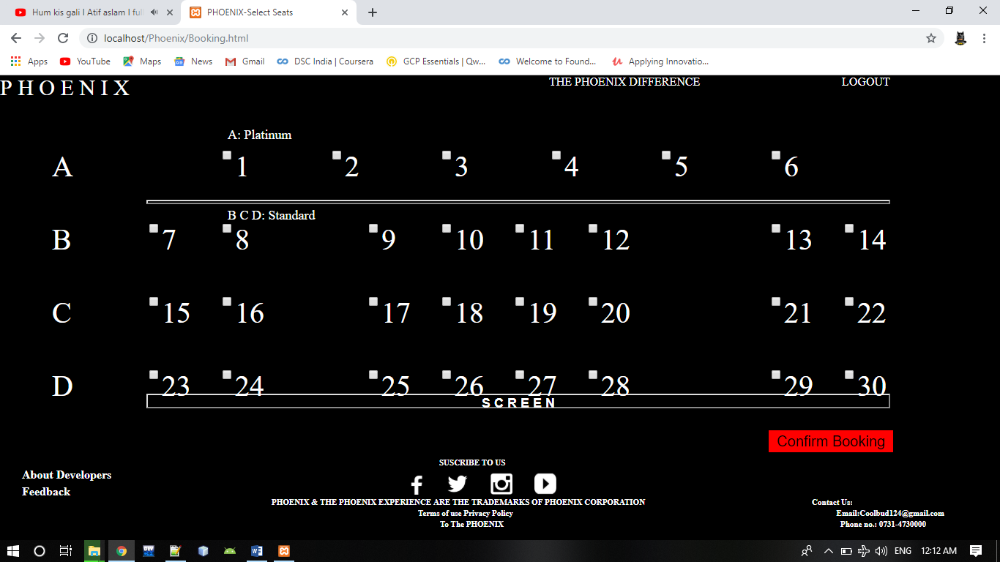 Hum kis gali I Atif aslam I ful
PHOENIX-Select Seats
localhost/Phoenix/Booking.html
Apps YouTube Maps News Gmail DSC India | Coursera GCP Essentials | Qw... Welcome to Found... Applying Innovatio...
P H O E N I X THE PHOENIX DIFFERENCE LOGOUT
A: Platinum
A 1 2 3 4 5 6
B C D: Standard
B 7 8 9 10 11 12 13 14
C 15 16 17 18 19 20 21 22
D 23 24 25 26 27 28 29 30
S C R E E N
Confirm Booking
SUSCRIBE TO US
About Developers
Feedback
PHOENIX & THE PHOENIX EXPERIENCE ARE THE TRADEMARKS OF PHOENIX CORPORATION
Terms of use Privacy Policy
To The PHOENIX
Contact Us:
Email:Coolbud124@gmail.com
Phone no.: 0731-4730000
ENG 12:12 AM